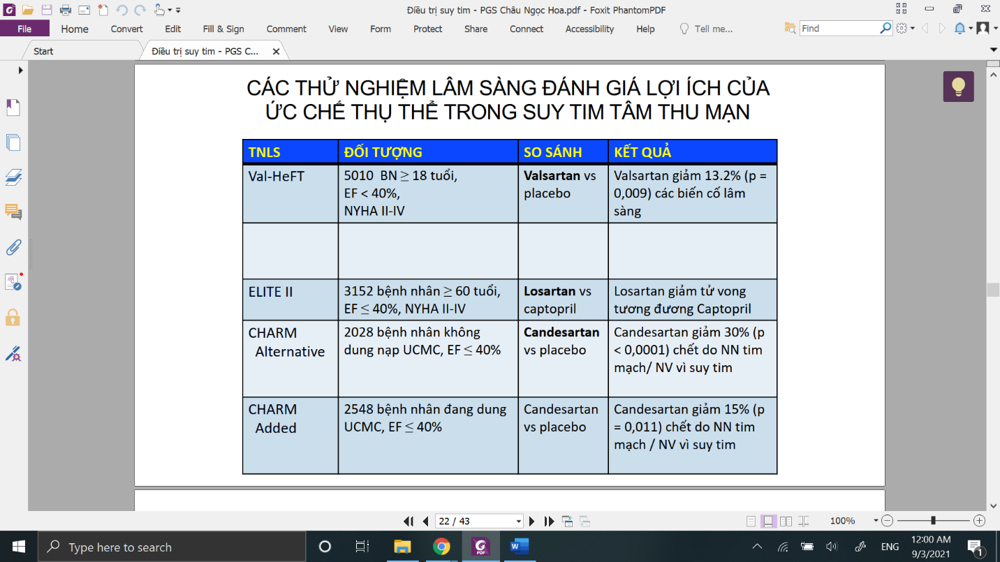 Điều trị suy tim - PGS Châu Ngọc Hoa.pdf - Foxit PhantomPDF
File Home Convert Edit Fill & Sign Comment View Form Protect Share Connect Accessibility Help Tell me... Find
Start Điều trị suy tim - PGS C...
CÁC THỬ NGHIỆM LÂM SÀNG ĐÁNH GIÁ LỢI ÍCH CỦA
ỨC CHẾ THỤ THỂ TRONG SUY TIM TÂM THU MẠN
TNLS ĐỐI TƯỢNG SO SÁNH KẾT QUẢ
Val-HeFT 5010 BN ≥ 18 tuổi, Valsartan vs Valsartan giảm 13.2% (p =
EF < 40%, placebo 0,009) các biến cố lâm
NYHA II-IV sàng
ELITE II 3152 bệnh nhân ≥ 60 tuổi, Losartan vs Losartan giảm tử vong
EF ≤ 40%, NYHA II-IV captopril tương đương Captopril
CHARM 2028 bệnh nhân không Candesartan Candesartan giảm 30% (p
Alternative dung nạp UCMC, EF ≤ 40% vs placebo < 0,0001) chết do NN tim
mạch/ NV vì suy tim
CHARM 2548 bệnh nhân đang dung Candesartan Candesartan giảm 15% (p
Added UCMC, EF ≤ 40% vs placebo = 0,011) chết do NN tim
mạch / NV vì suy tim
22 / 43 100%
Type here to search ENG 12:00 AM
9/3/2021 1